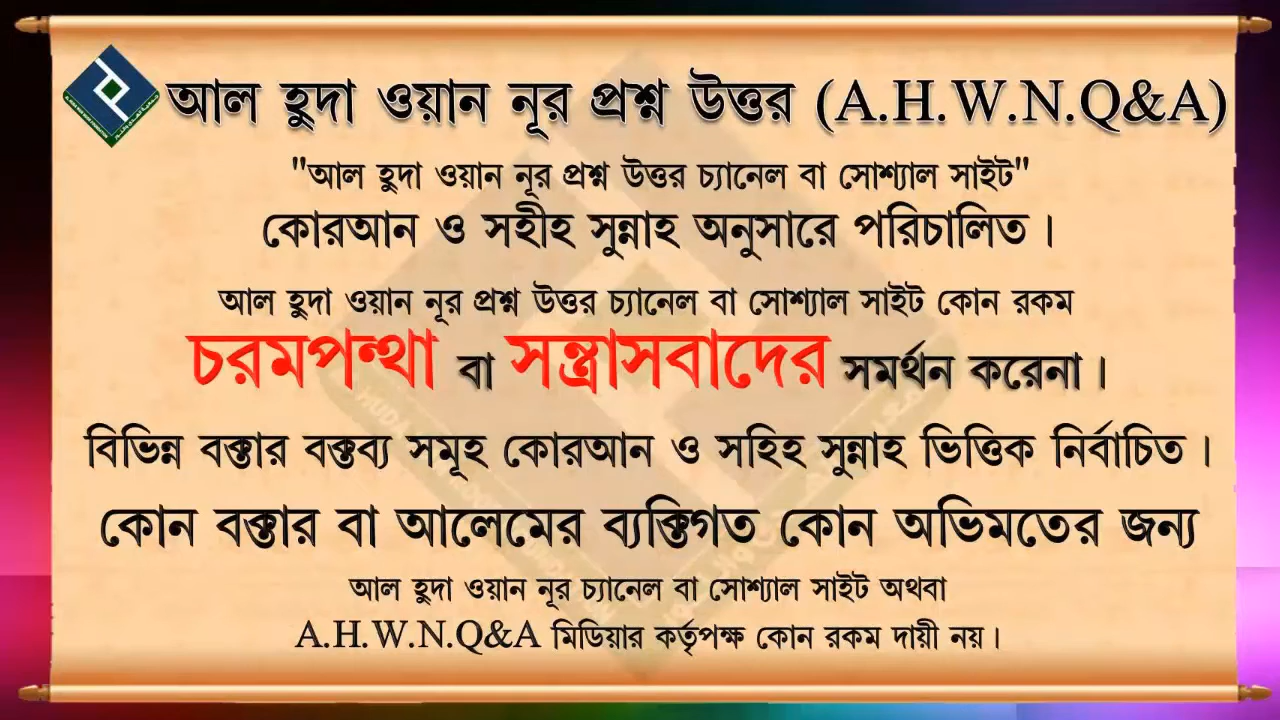 আল হুদা ওয়ান নূর প্রশ্ন উত্তর (A.H.W.N.Q&A)
"আল হুদা ওয়ান নূর প্রশ্ন উত্তর চ্যানেল বা সোশ্যাল সাইট"
কোরআন ও সহীহ সুন্নাহ অনুসারে পরিচালিত।
আল হুদা ওয়ান নূর প্রশ্ন উত্তর চ্যানেল বা সোশ্যাল সাইট কোন রকম
চরমপন্থা বা সন্ত্রাসবাদের সমর্থন করেনা।
বিভিন্ন বক্তার বক্তব্য সমূহ কোরআন ও সহিহ সুন্নাহ ভিত্তিক নির্বাচিত।
কোন বক্তার বা আলেমের ব্যক্তিগত কোন অভিমতের জন্য
আল হুদা ওয়ান নূর চ্যানেল বা সোশ্যাল সাইট অথবা
A.H.W.N.Q&A মিডিয়ার কর্তৃপক্ষ কোন রকম দায়ী নয়।